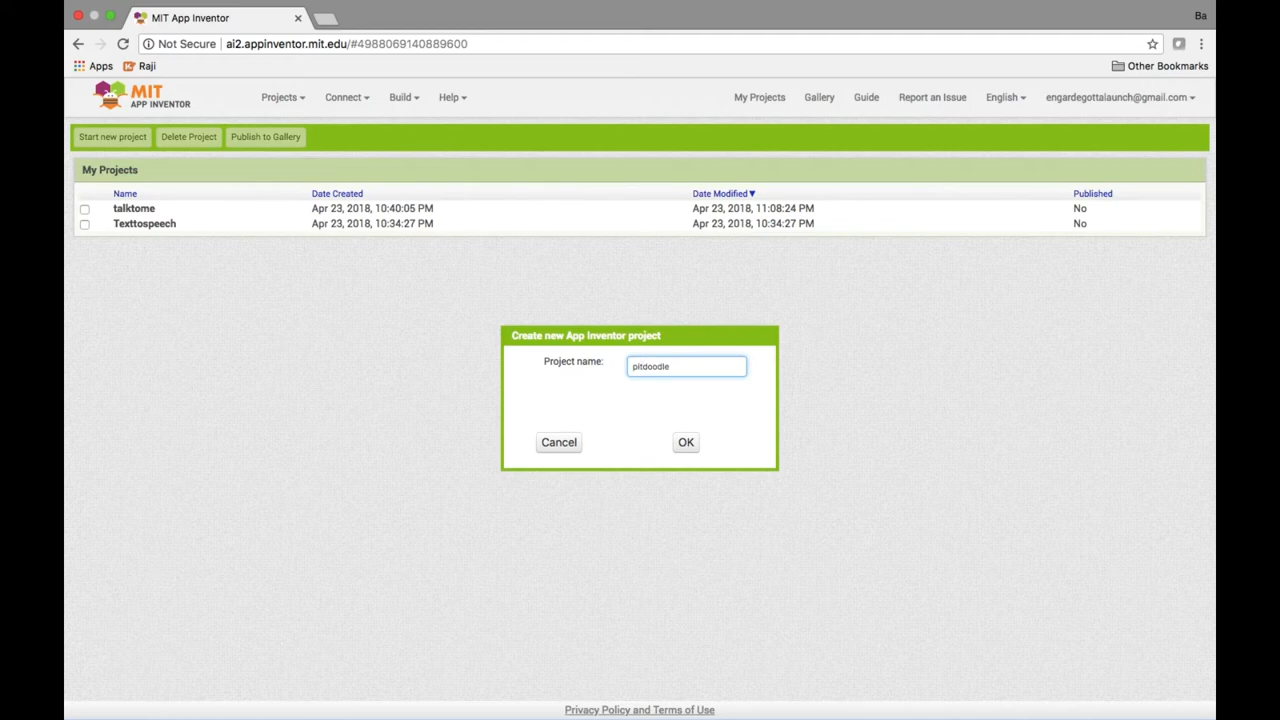 MIT App Inventor
Ba
Not Secure ai2.appinventor.mit.edu/#4988069140889600
Apps Raji Other Bookmarks
MIT
APP INVENTOR
Projects Connect Build Help My Projects Gallery Guide Report an Issue English engardegottalaunch@gmail.com
Start new project Delete Project Publish to Gallery
My Projects
Name Date Created Date Modified Published
talktome Apr 23, 2018, 10:40:05 PM Apr 23, 2018, 11:08:24 PM No
Texttospeech Apr 23, 2018, 10:34:27 PM Apr 23, 2018, 10:34:27 PM No
Create new App Inventor project
Project name: pitdoodle
Cancel OK
Privacy Policy and Terms of Use